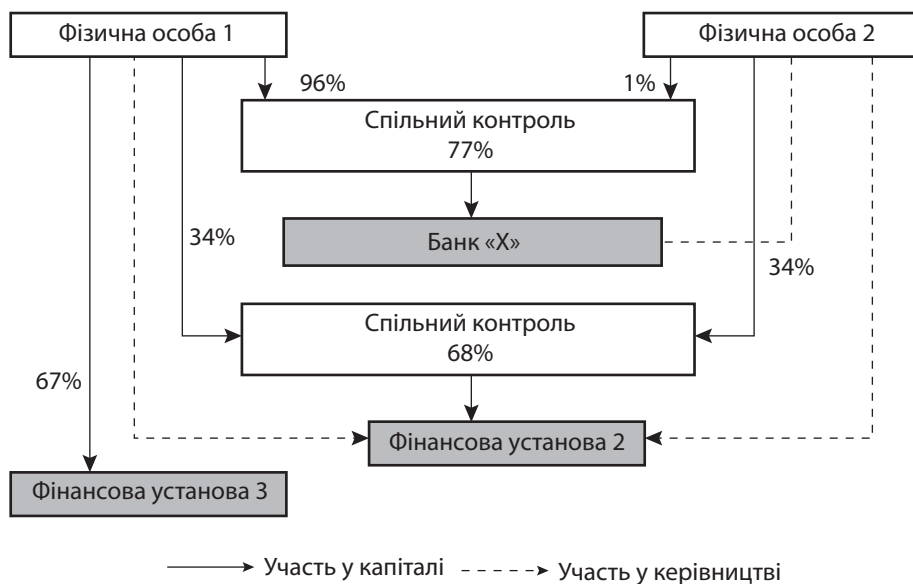 Фізична особа 1
Фізична особа 2
96%
1%
Спільний контроль
77%
Банк «Х»
34%
34%
Спільний контроль
68%
67%
Фінансова установа 2
Фінансова установа 3
Участь у капіталі
Участь у керівництві